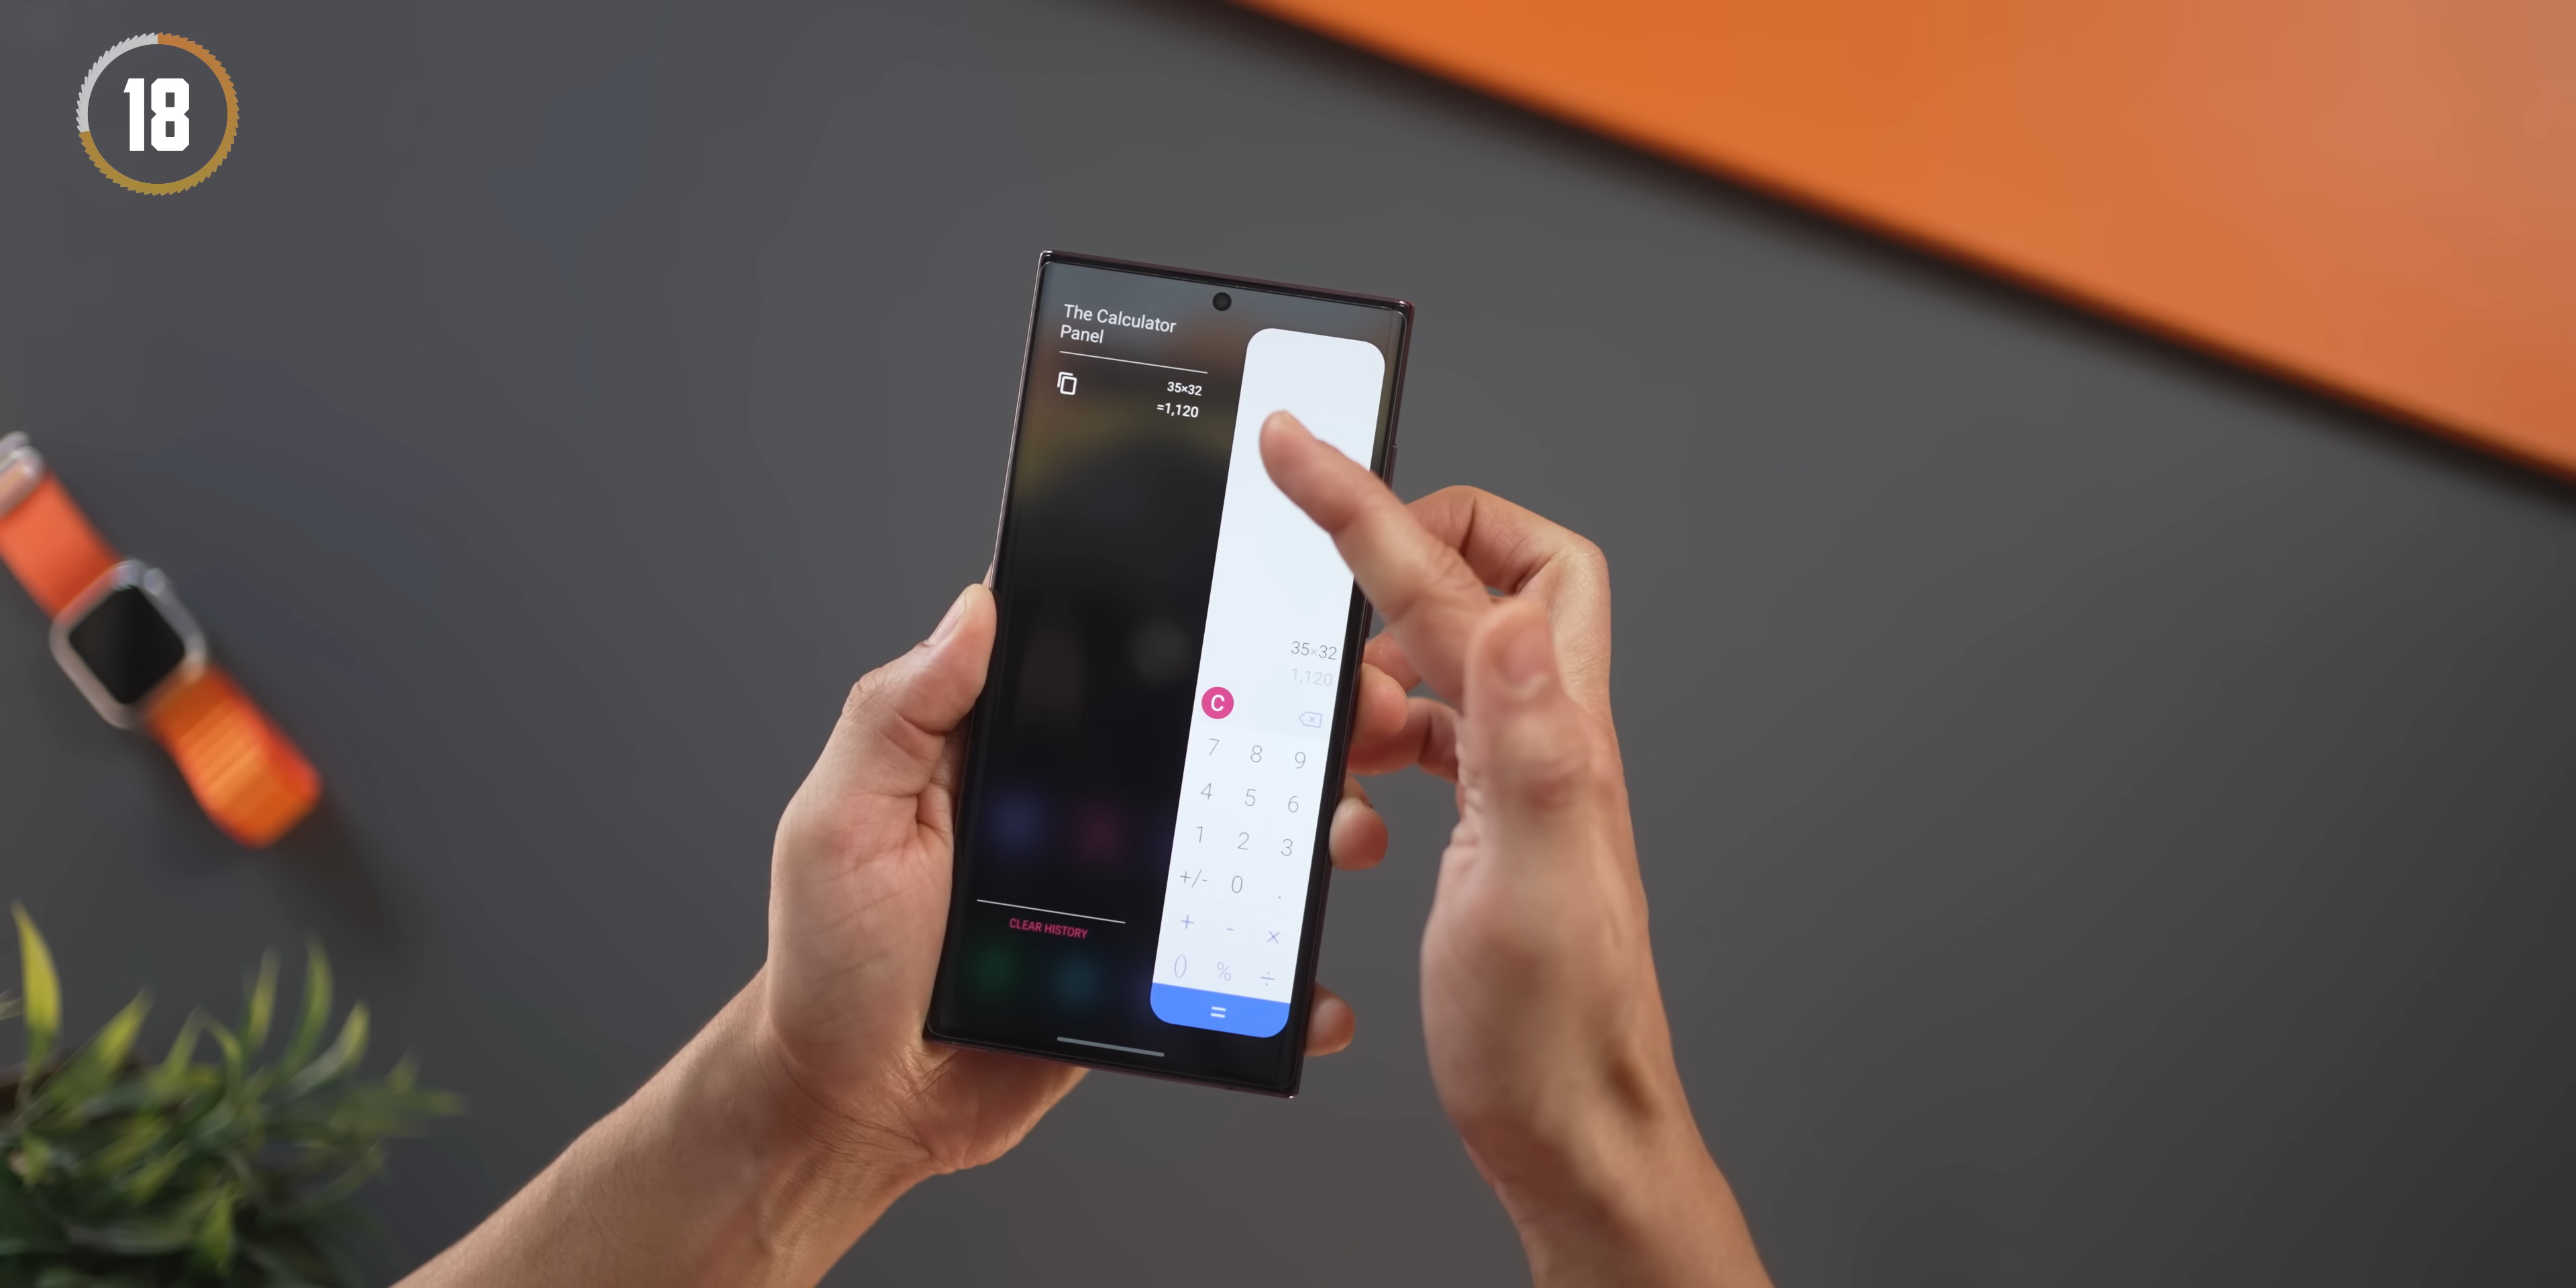 18
The Calculator
Panel
35×32
=1,120
CLEAR HISTORY
35×32
1,120
C
7 8 9
4 5 6
1 2 3
+/- 0 .
+ - ×
() % ÷
=